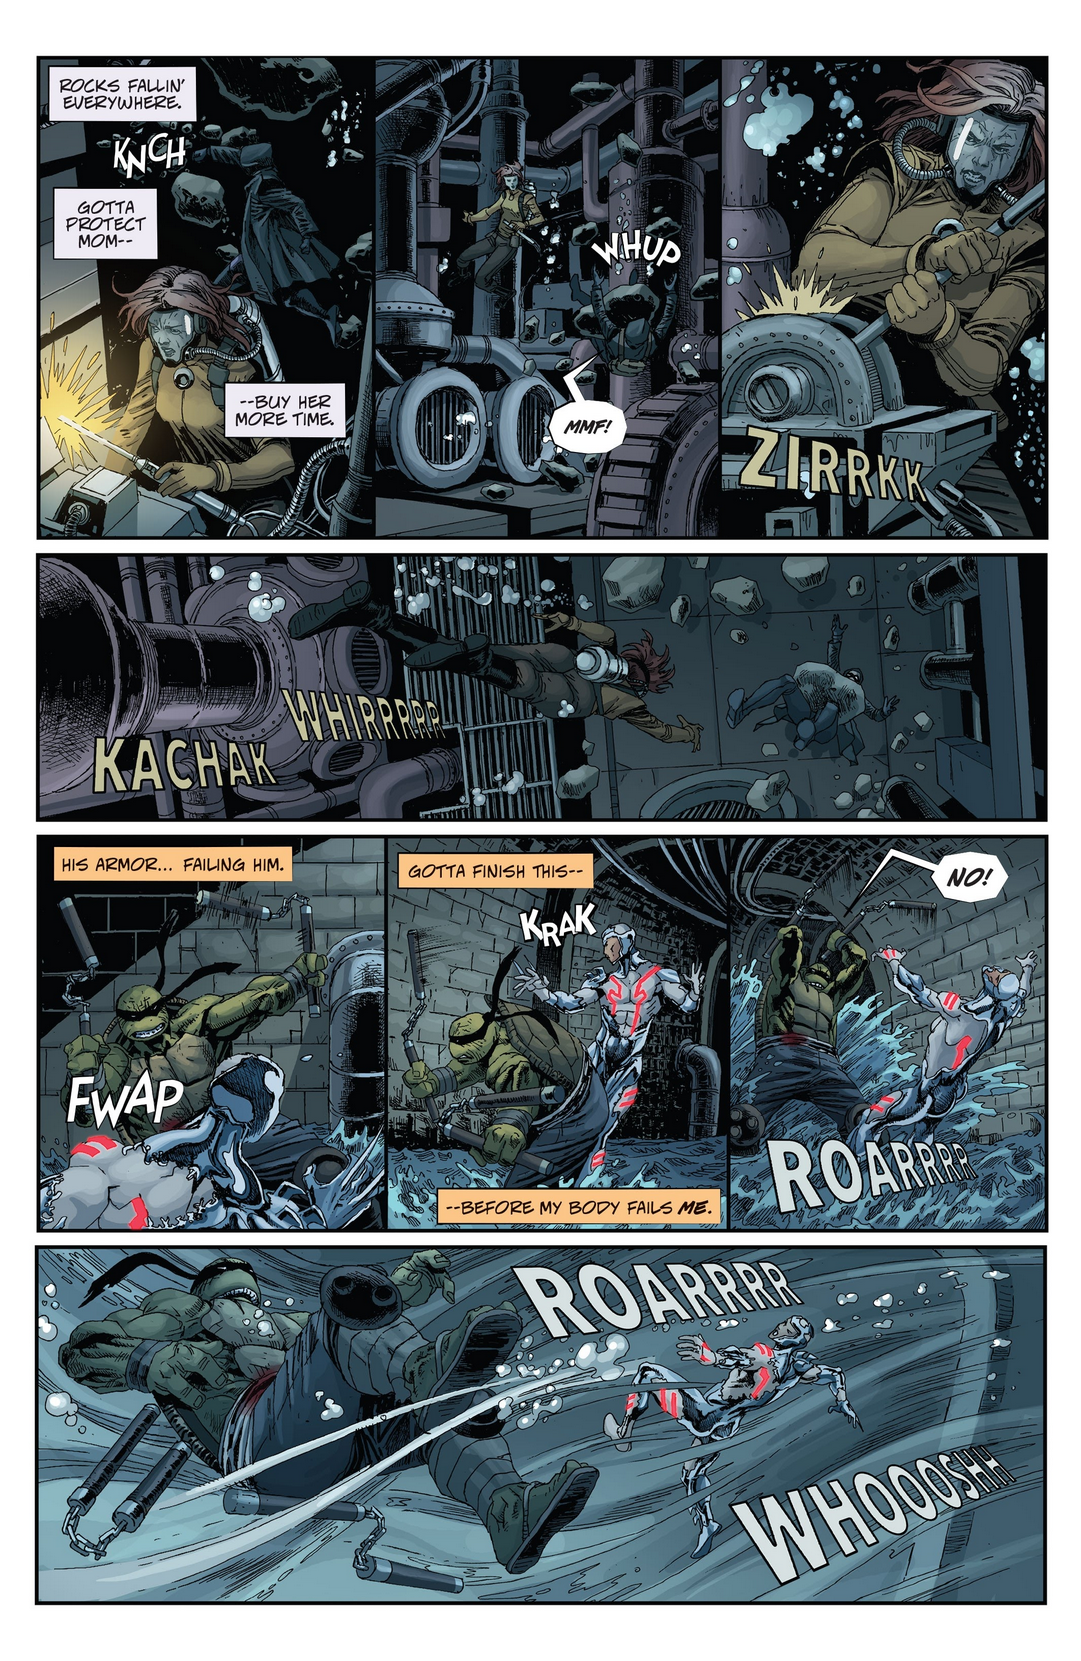 ROCKS FALLIN'
EVERYWHERE.
KNCH
GOTTA
PROTECT
MOM--
--BUY HER
MORE TIME.
WHUP
MMF!
ZIRRKK
KACHAK
WHIRRRRR
HIS ARMOR... FAILING HIM.
FWAP
GOTTA FINISH THIS--
KRAK
--BEFORE MY BODY FAILS ME.
NO!
ROARRRR
ROARRRR
WHOOOSHH